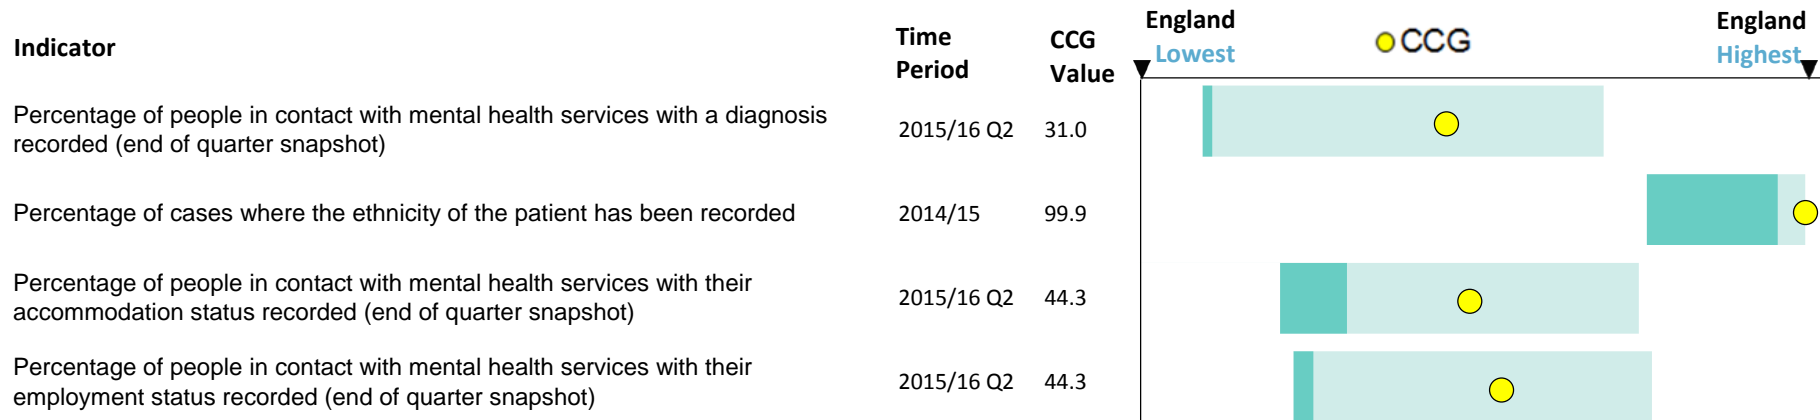 Indicator
Time Period
CCG Value
England Lowest
CCG
England Highest
Percentage of people in contact with mental health services with a diagnosis
recorded (end of quarter snapshot)
2015/16 Q2 31.0
Percentage of cases where the ethnicity of the patient has been recorded 2014/15 99.9
Percentage of people in contact with mental health services with their
accommodation status recorded (end of quarter snapshot)
2015/16 Q2 44.3
Percentage of people in contact with mental health services with their
employment status recorded (end of quarter snapshot)
2015/16 Q2 44.3